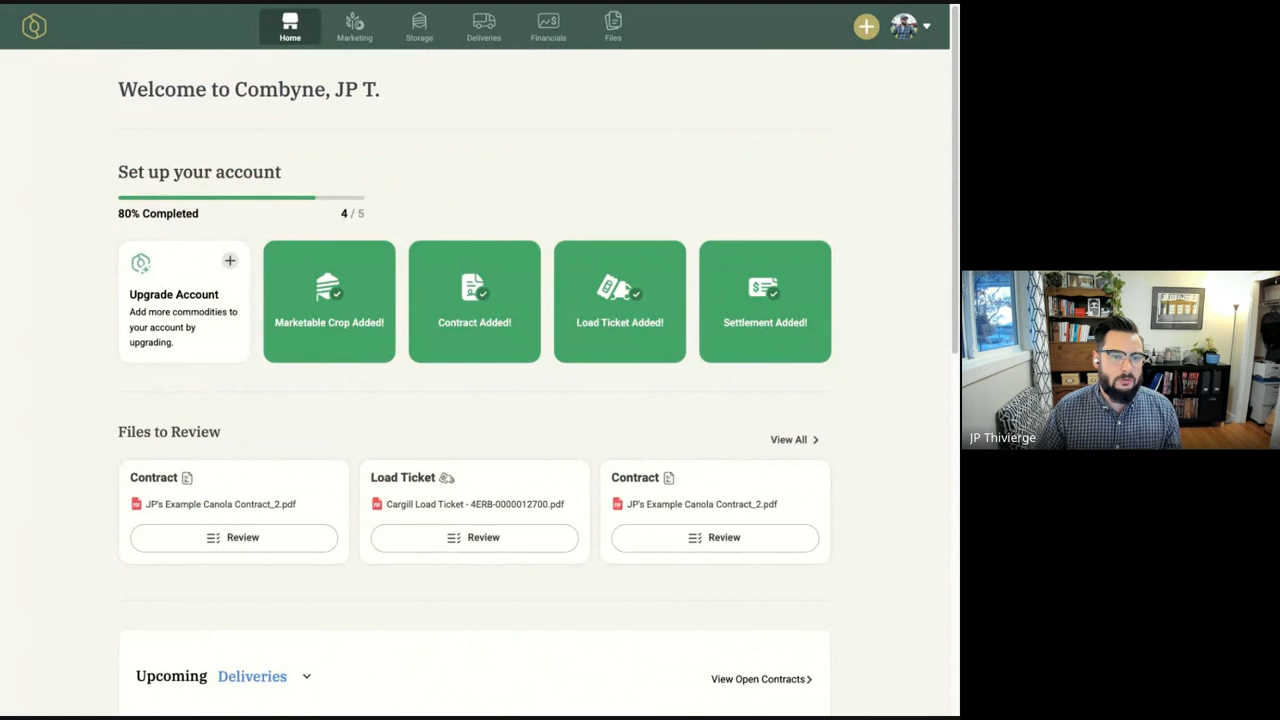 Home
Marketing
Storage
Deliveries
Financials
Files
Welcome to Combyne, JP T.
Set up your account
80% Completed
4 / 5
Upgrade Account
Add more commodities to
your account by
upgrading.
Marketable Crop Added!
Contract Added!
Load Ticket Added!
Settlement Added!
Files to Review
View All
Contract
JP's Example Canola Contract_2.pdf
Review
Load Ticket
Cargill Load Ticket - 4ERB-0000012700.pdf
Review
Contract
JP's Example Canola Contract_2.pdf
Review
Upcoming Deliveries
View Open Contracts
JP Thivierge